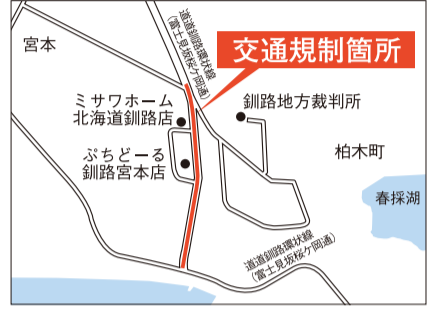 宮本
道道釧路環状線
(富士見坂桜ケ岡通)
交通規制箇所
ミサワホーム
北海道釧路店
釧路地方裁判所
ぷちどーる
釧路宮本店
柏木町
春採湖
道道釧路環状線
(富士見坂桜ケ岡通)